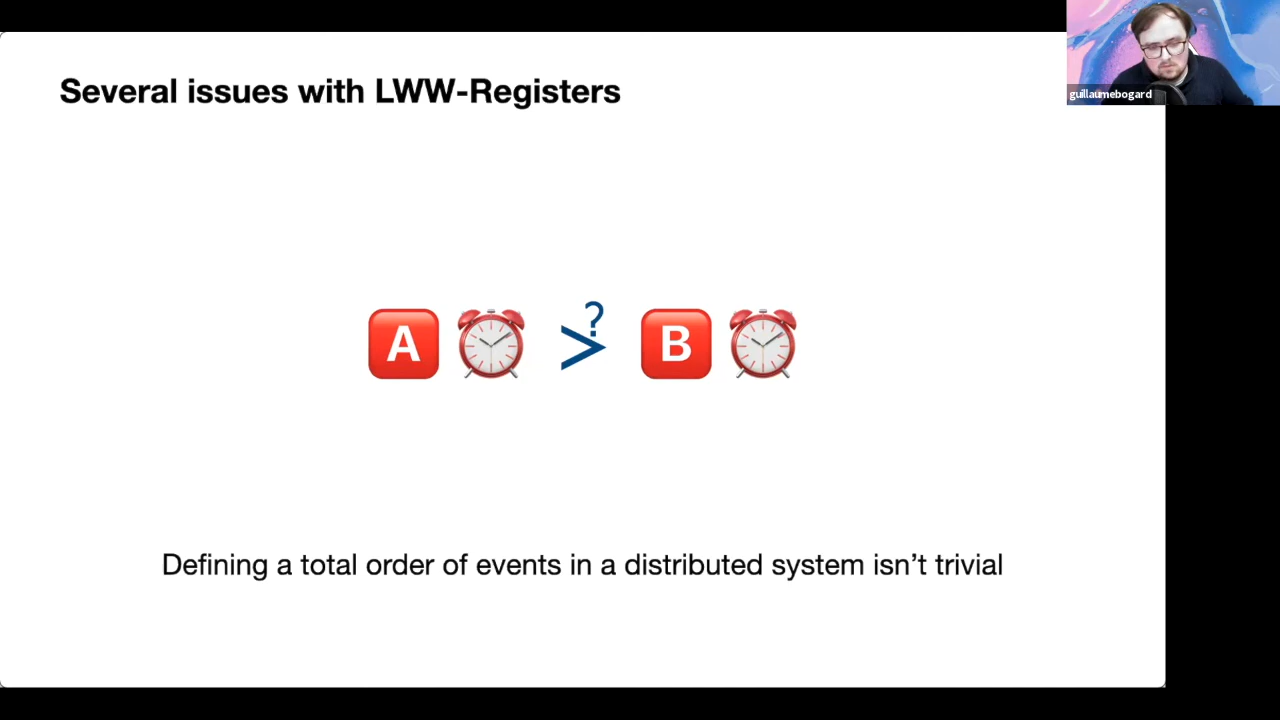 Several issues with LWW-Registers
guillaumebogard
A > ? B
Defining a total order of events in a distributed system isn’t trivial